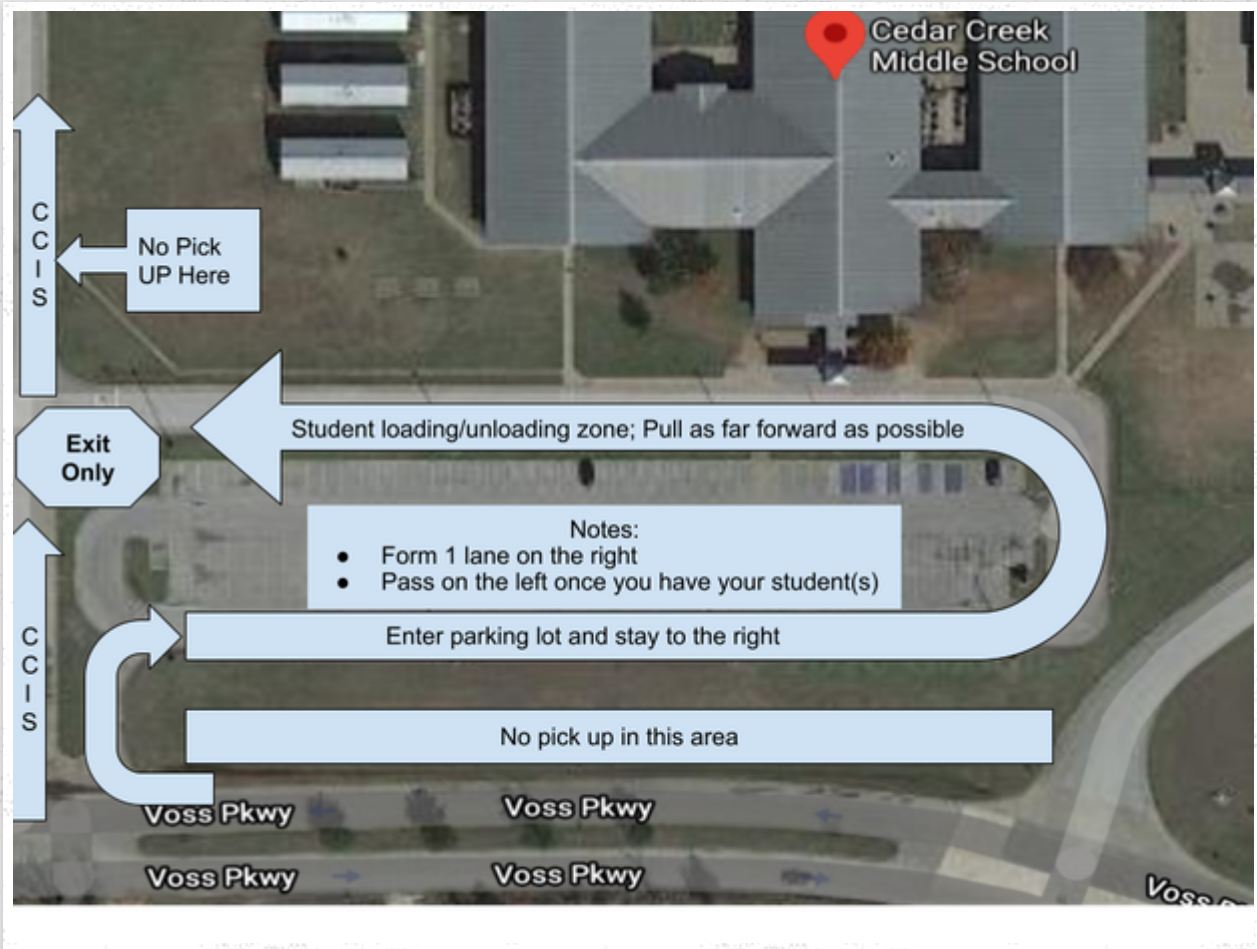 Cedar Creek
Middle School
C
C
I
S
No Pick
UP Here
Student loading/unloading zone; Pull as far forward as possible
Exit
Only
Notes:
● Form 1 lane on the right
● Pass on the left once you have your student(s)
C
C
I
S
Enter parking lot and stay to the right
No pick up in this area
Voss Pkwy
Voss Pkwy
Voss Pkwy
Voss Pkwy
Voss